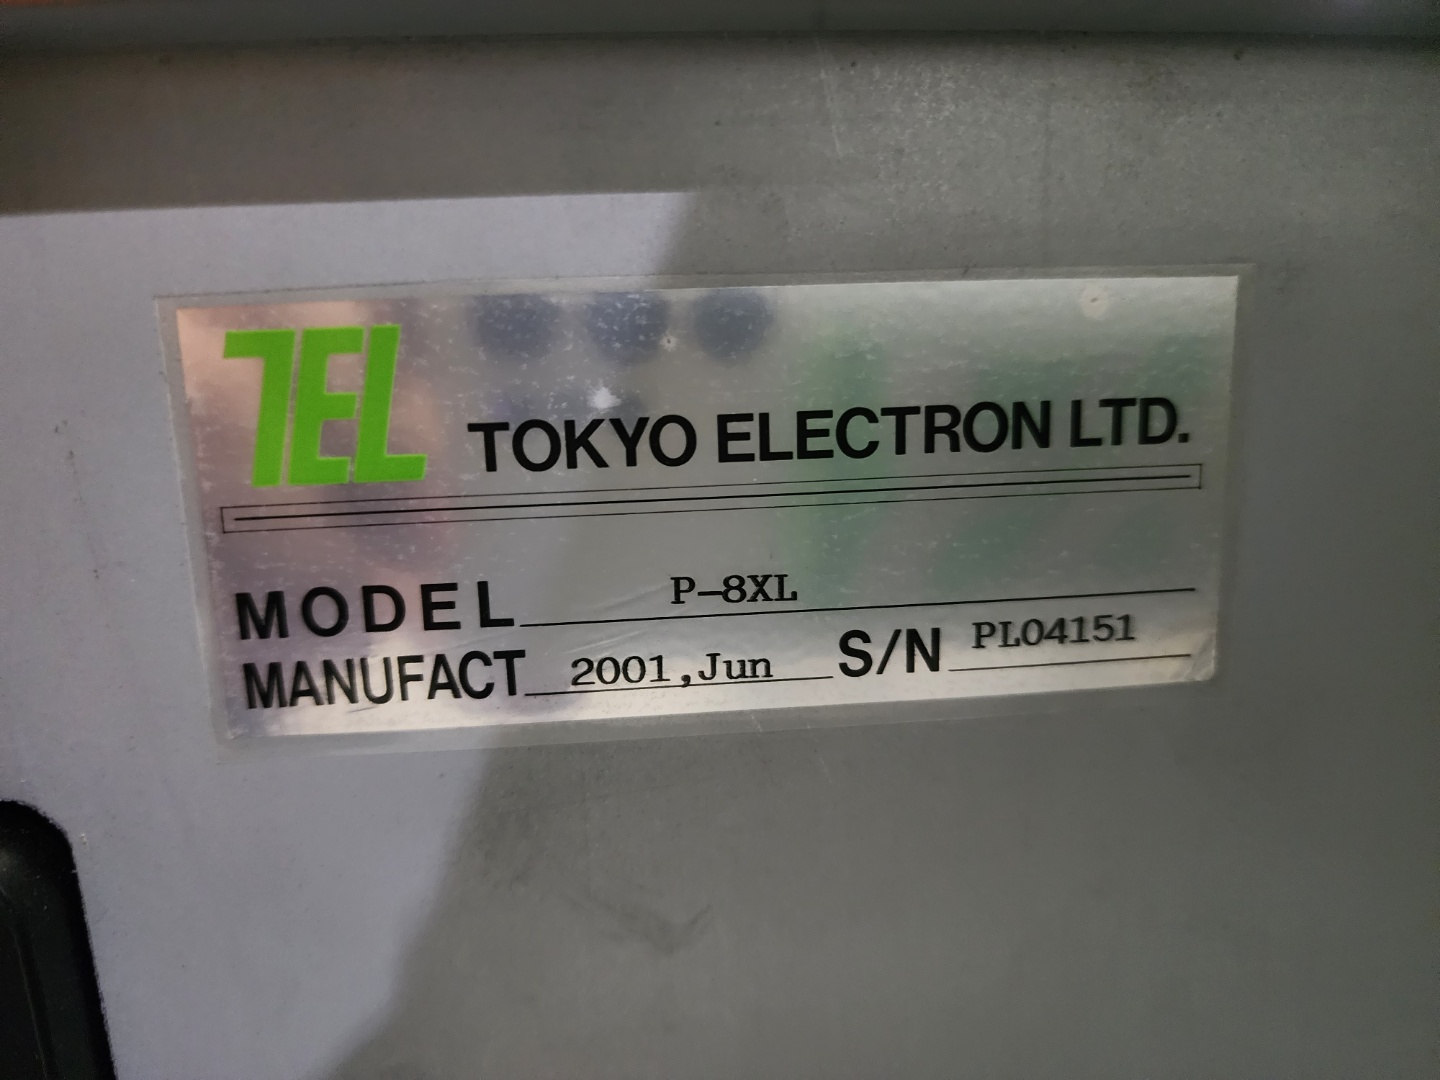 TEL
TOKYO ELECTRON LTD.
MODEL P-8XL
MANUFACT 2001,Jun S/N PL04151